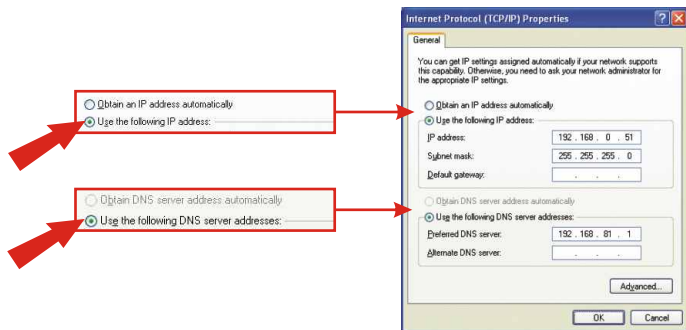 Obtain an IP address automatically
Use the following IP address:
Obtain DNS server address automatically
Use the following DNS server addresses:
Internet Protocol (TCP/IP) Properties
General
You can get IP settings assigned automatically if your network supports
this capability. Otherwise, you need to ask your network administrator for
the appropriate IP settings.
Obtain an IP address automatically
Use the following IP address:
IP address: 192 . 168 . 0 . 51
Subnet mask: 255 . 255 . 255 . 0
Default gateway: . . .
Obtain DNS server address automatically
Use the following DNS server addresses:
Preferred DNS server: 192 . 168 . 81 . 1
Alternate DNS server: . . .
Advanced...
OK Cancel